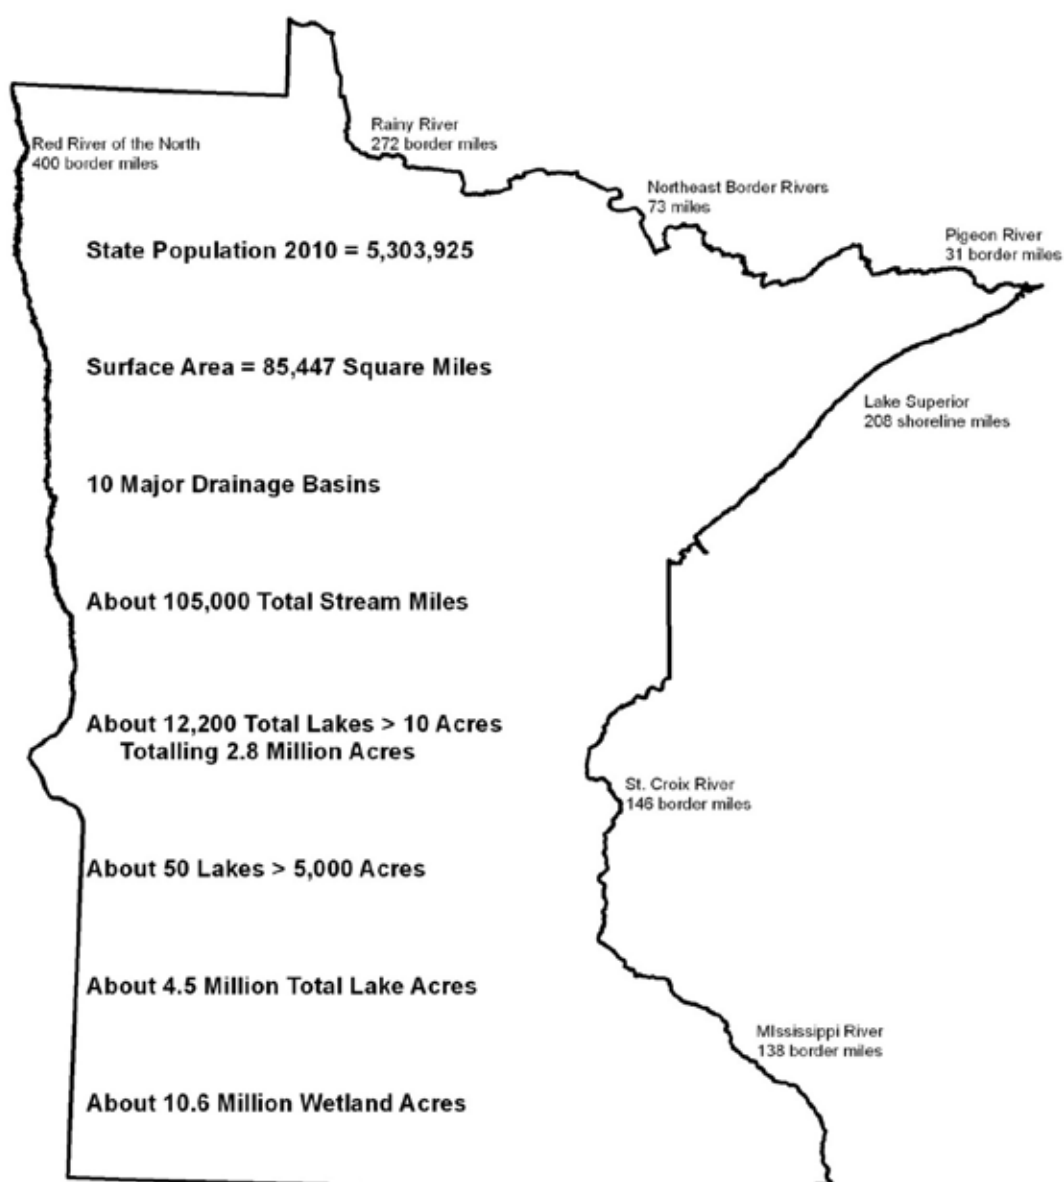 Red River of the North
400 border miles
Rainy River
272 border miles
Northeast Border Rivers
73 miles
Pigeon River
31 border miles
State Population 2010 = 5,303,925
Surface Area = 85,447 Square Miles
Lake Superior
208 shoreline miles
10 Major Drainage Basins
About 105,000 Total Stream Miles
About 12,200 Total Lakes > 10 Acres
Totalling 2.8 Million Acres
St. Croix River
146 border miles
About 50 Lakes > 5,000 Acres
About 4.5 Million Total Lake Acres
MIssissippi River
138 border miles
About 10.6 Million Wetland Acres